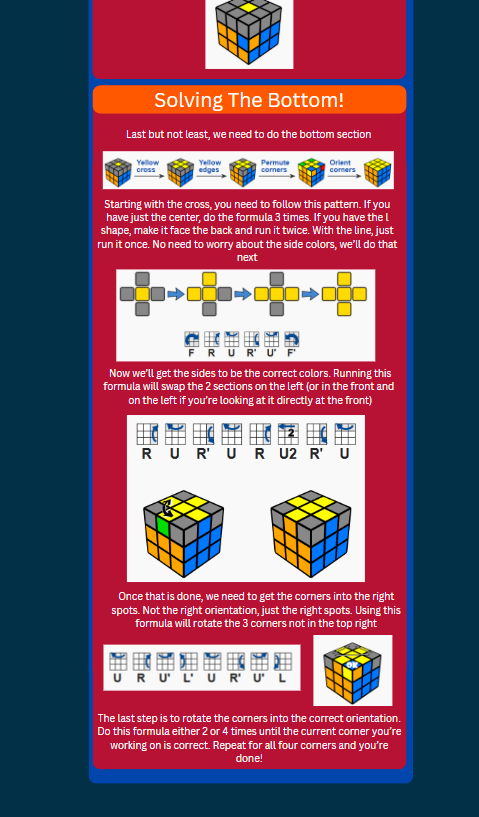 Solving The Bottom!
Last but not least, we need to do the bottom section
Yellow cross Yellow edges Permute corners Orient corners
Starting with the cross, you need to follow this pattern. If you
have just the center, do the formula 3 times. If you have the l
shape, make it face the back and run it twice. With the line, just
run it once. No need to worry about the side colors, we'll do that
next
F R U R' U' F'
Now we'll get the sides to be the correct colors. Running this
formula will swap the 2 sections on the left (or in the front and
on the left if you're looking at it directly at the front)
2
R U R' U R U2 R' U
Once that is done, we need to get the corners into the right
spots. Not the right orientation, just the right spots. Using this
formula will rotate the 3 corners not in the top right
U R U' L' U R' U' L
OK
The last step is to rotate the corners into the correct orientation.
Do this formula either 2 or 4 times until the current corner you're
working on is correct. Repeat for all four corners and you're
done!